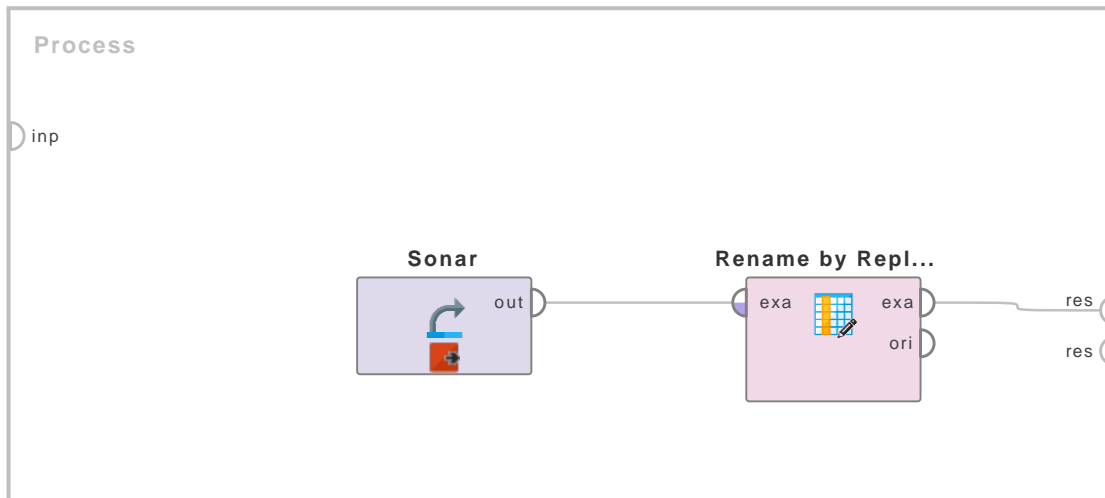 Process
inp
Sonar
out
Rename by Repl...
exa
exa
ori
res
res